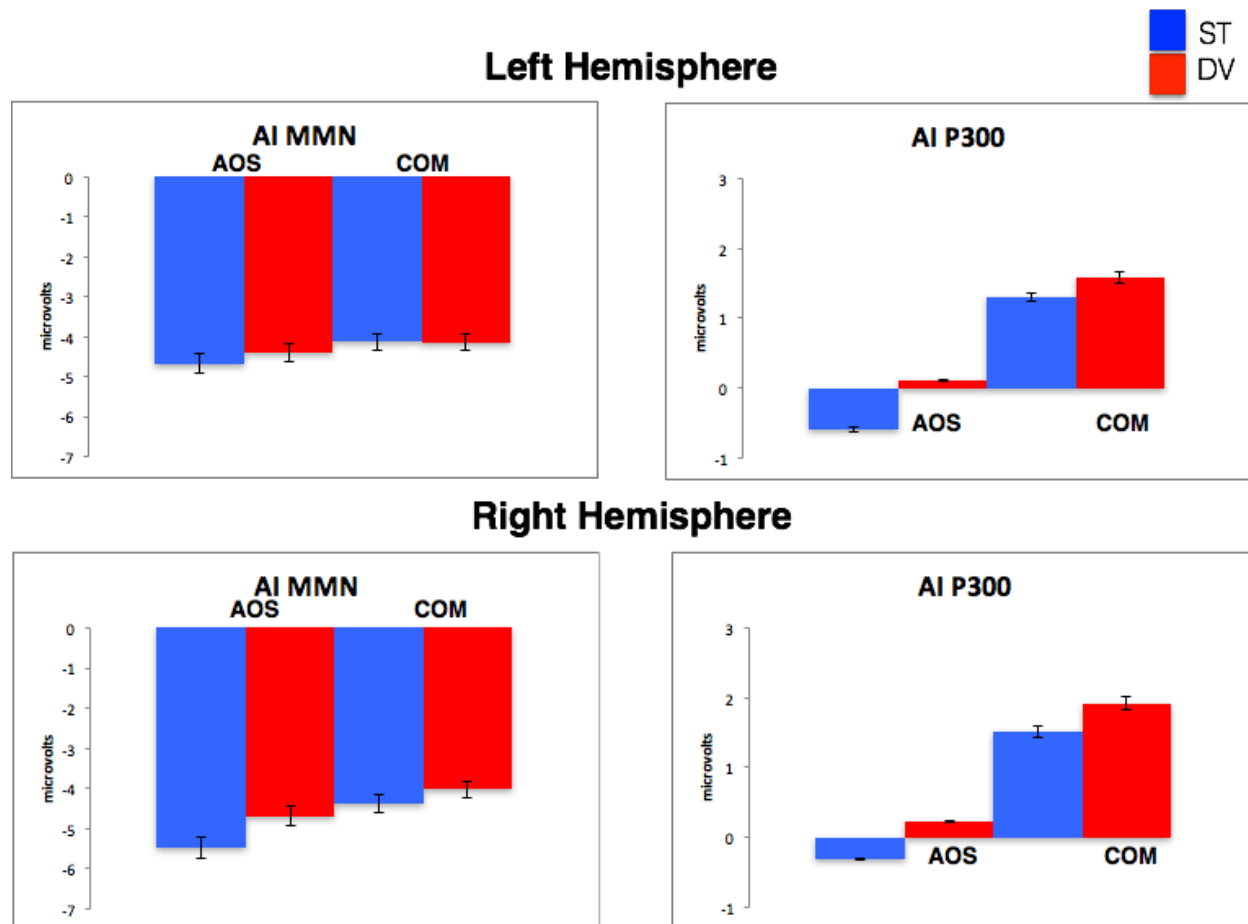 ST
DV
Left Hemisphere
AI MMN
AOS COM
0
-1
-2
-3
-4
-5
-6
-7
microvolts
AI P300
3
2
1
0
-1
microvolts
AOS COM
Right Hemisphere
AI MMN
AOS COM
0
-1
-2
-3
-4
-5
-6
-7
microvolts
AI P300
3
2
1
0
-1
microvolts
AOS COM